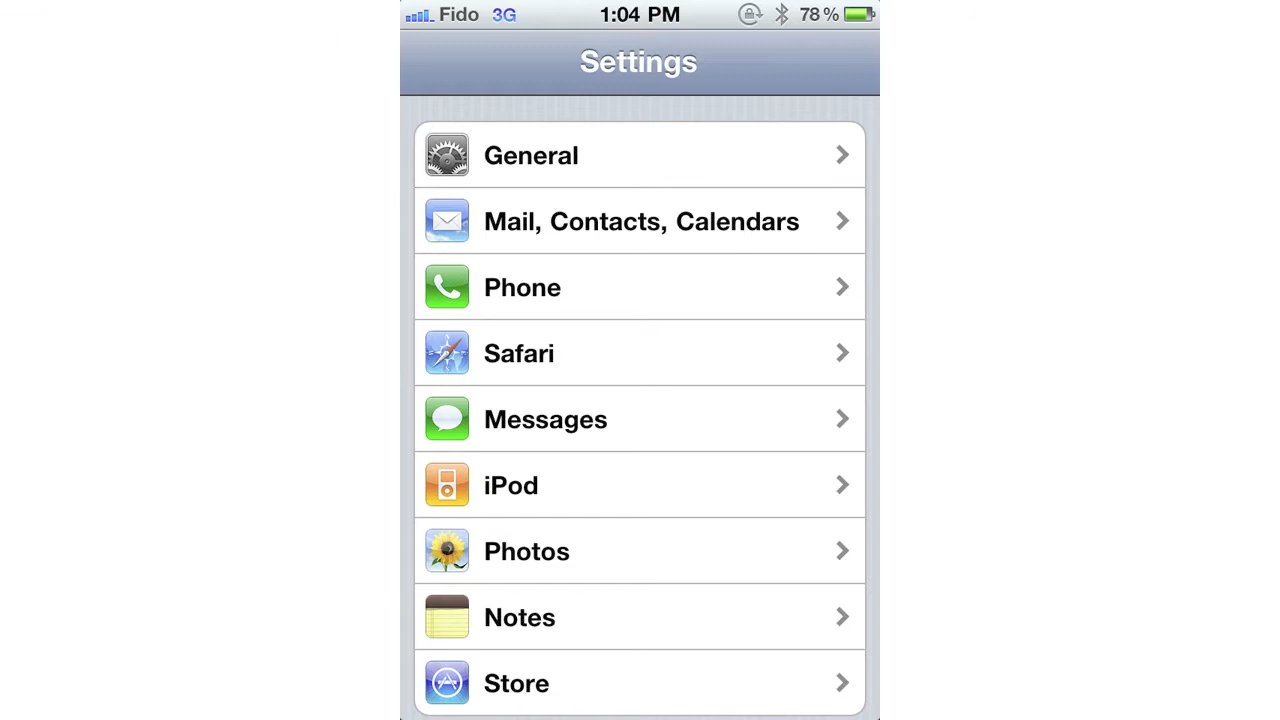 Fido 3G 1:04 PM 78%
Settings
General
Mail, Contacts, Calendars
Phone
Safari
Messages
iPod
Photos
Notes
Store